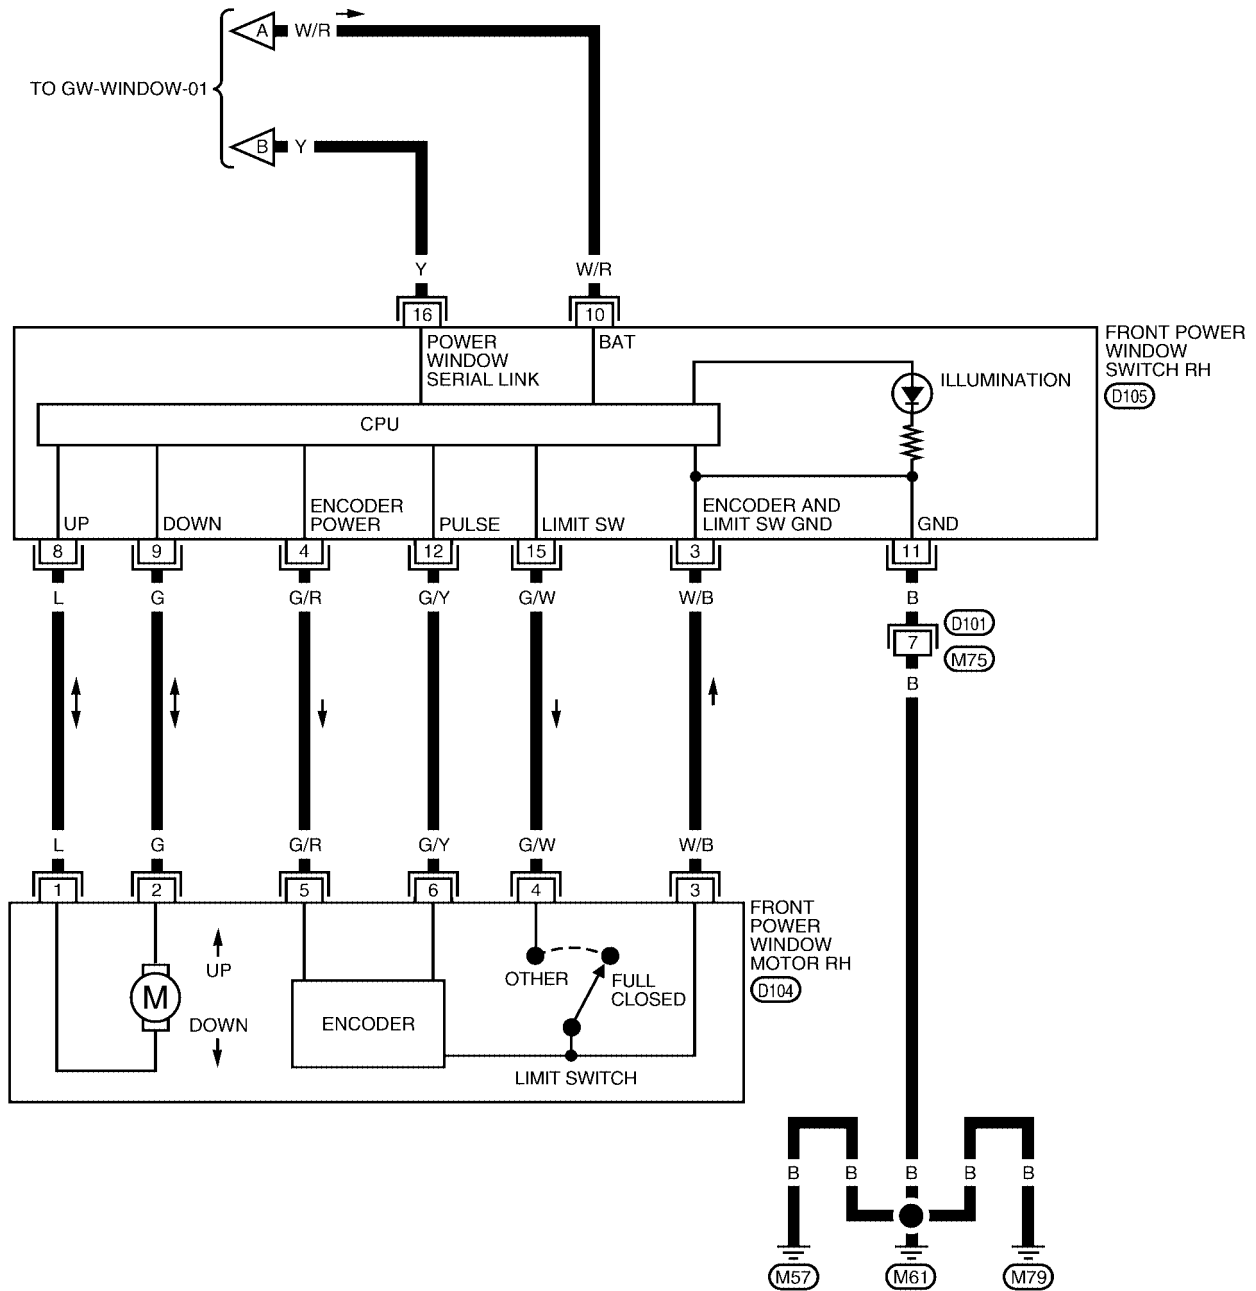 A W/R
TO GW-WINDOW-01
B Y
Y W/R
16 10
POWER WINDOW SERIAL LINK
BAT
FRONT POWER
WINDOW
SWITCH RH
D105
ILLUMINATION
CPU
UP DOWN
ENCODER
POWER
PULSE LIMIT SW
ENCODER AND
LIMIT SW GND
GND
8 9 4 12 15 3 11
L G G/R G/Y G/W W/B B
D101
7
M75
B
L G G/R G/Y G/W W/B
1 2 5 6 4 3
FRONT
POWER
WINDOW
MOTOR RH
D104
UP
M
DOWN
ENCODER
OTHER
FULL
CLOSED
LIMIT SWITCH
B B B B B
M57 M61 M79